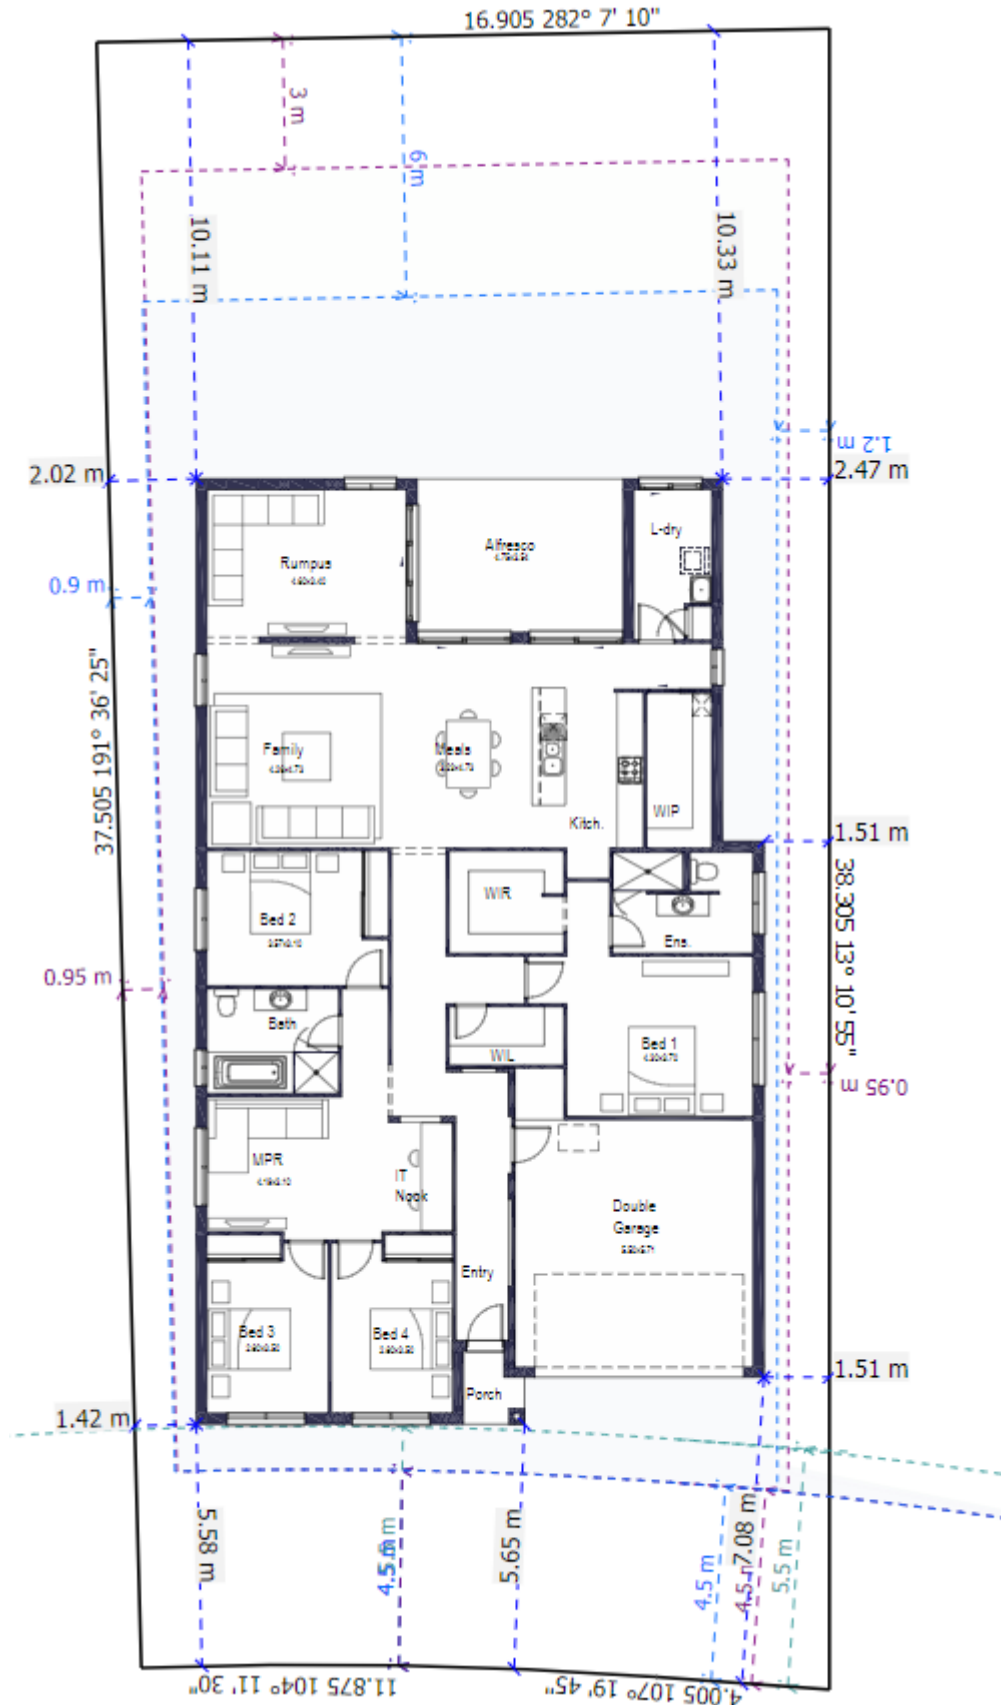 16.905 282° 7' 10"
3 m
6 m
10.11 m
10.33 m
1.2 m
2.02 m
2.47 m
L-dry
Alfresco
Rumpus
0.9 m
37.505 191° 36' 25"
Family
Meals
Kitch.
WIP
1.51 m
38.305 13° 10' 55"
WIR
Bed 2
Ens.
0.95 m
Bath
Bed 1
WIL
0.95 m
MPR
IT
Nook
Double
Garage
Entry
Bed 3
Bed 4
1.51 m
Porch
1.42 m
5.58 m
5.65 m
7.08 m
4.5 m
4.5 m
5.5 m
11.875 104° 11' 30"
4.005 107° 19' 45"